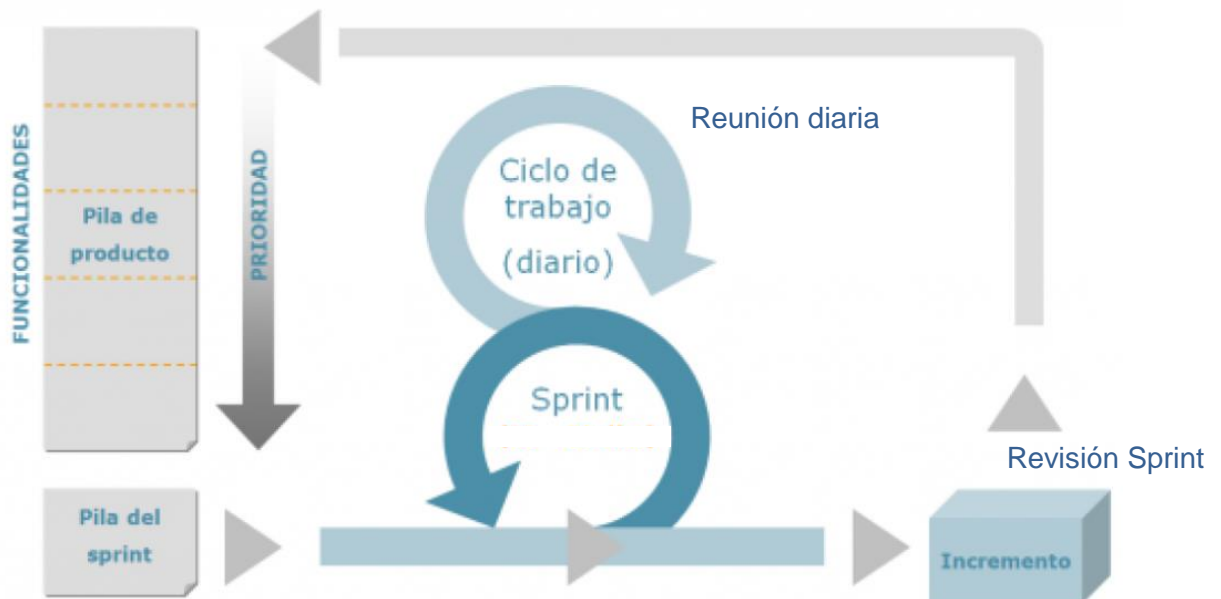 FUNCIONALIDADES
Pila de
producto
PRIORIDAD
Reunión diaria
Ciclo de
trabajo
(diario)
Sprint
Revisión Sprint
Pila del
sprint
Incremento